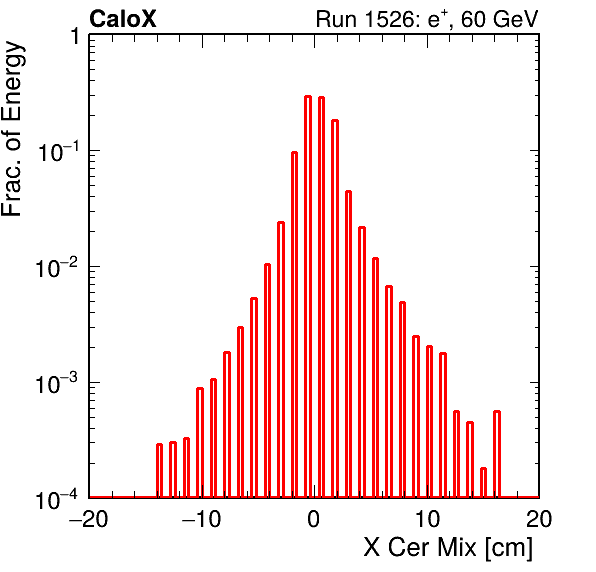 CaloX Run 1526: e⁺, 60 GeV
Frac. of Energy
1
10⁻¹
10⁻²
10⁻³
10⁻⁴
−20 −10 0 10 20
X Cer Mix [cm]